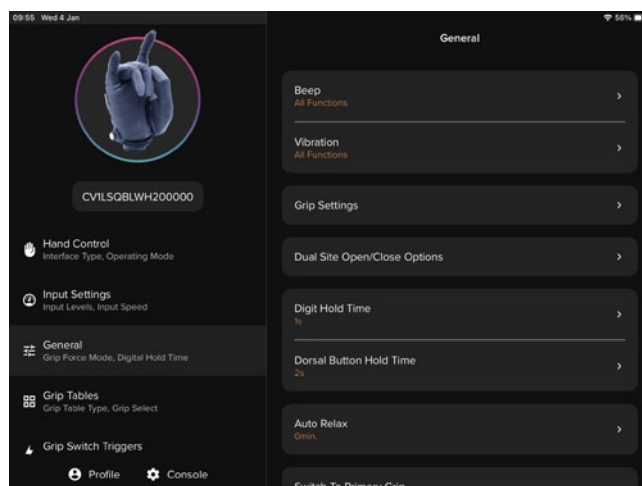 09:55 Wed 4 Jan
56%
CV1LSQBLWH200000
Hand Control
Interface Type, Operating Mode
Input Settings
Input Levels, Input Speed
General
Grip Force Mode, Digital Hold Time
Grip Tables
Grip Table Type, Grip Select
Grip Switch Triggers
Profile
Console
General
Beep
All Functions
Vibration
All Functions
Grip Settings
Dual Site Open/Close Options
Digit Hold Time
1s
Dorsal Button Hold Time
2s
Auto Relax
0min.
Switch To Primary Grip